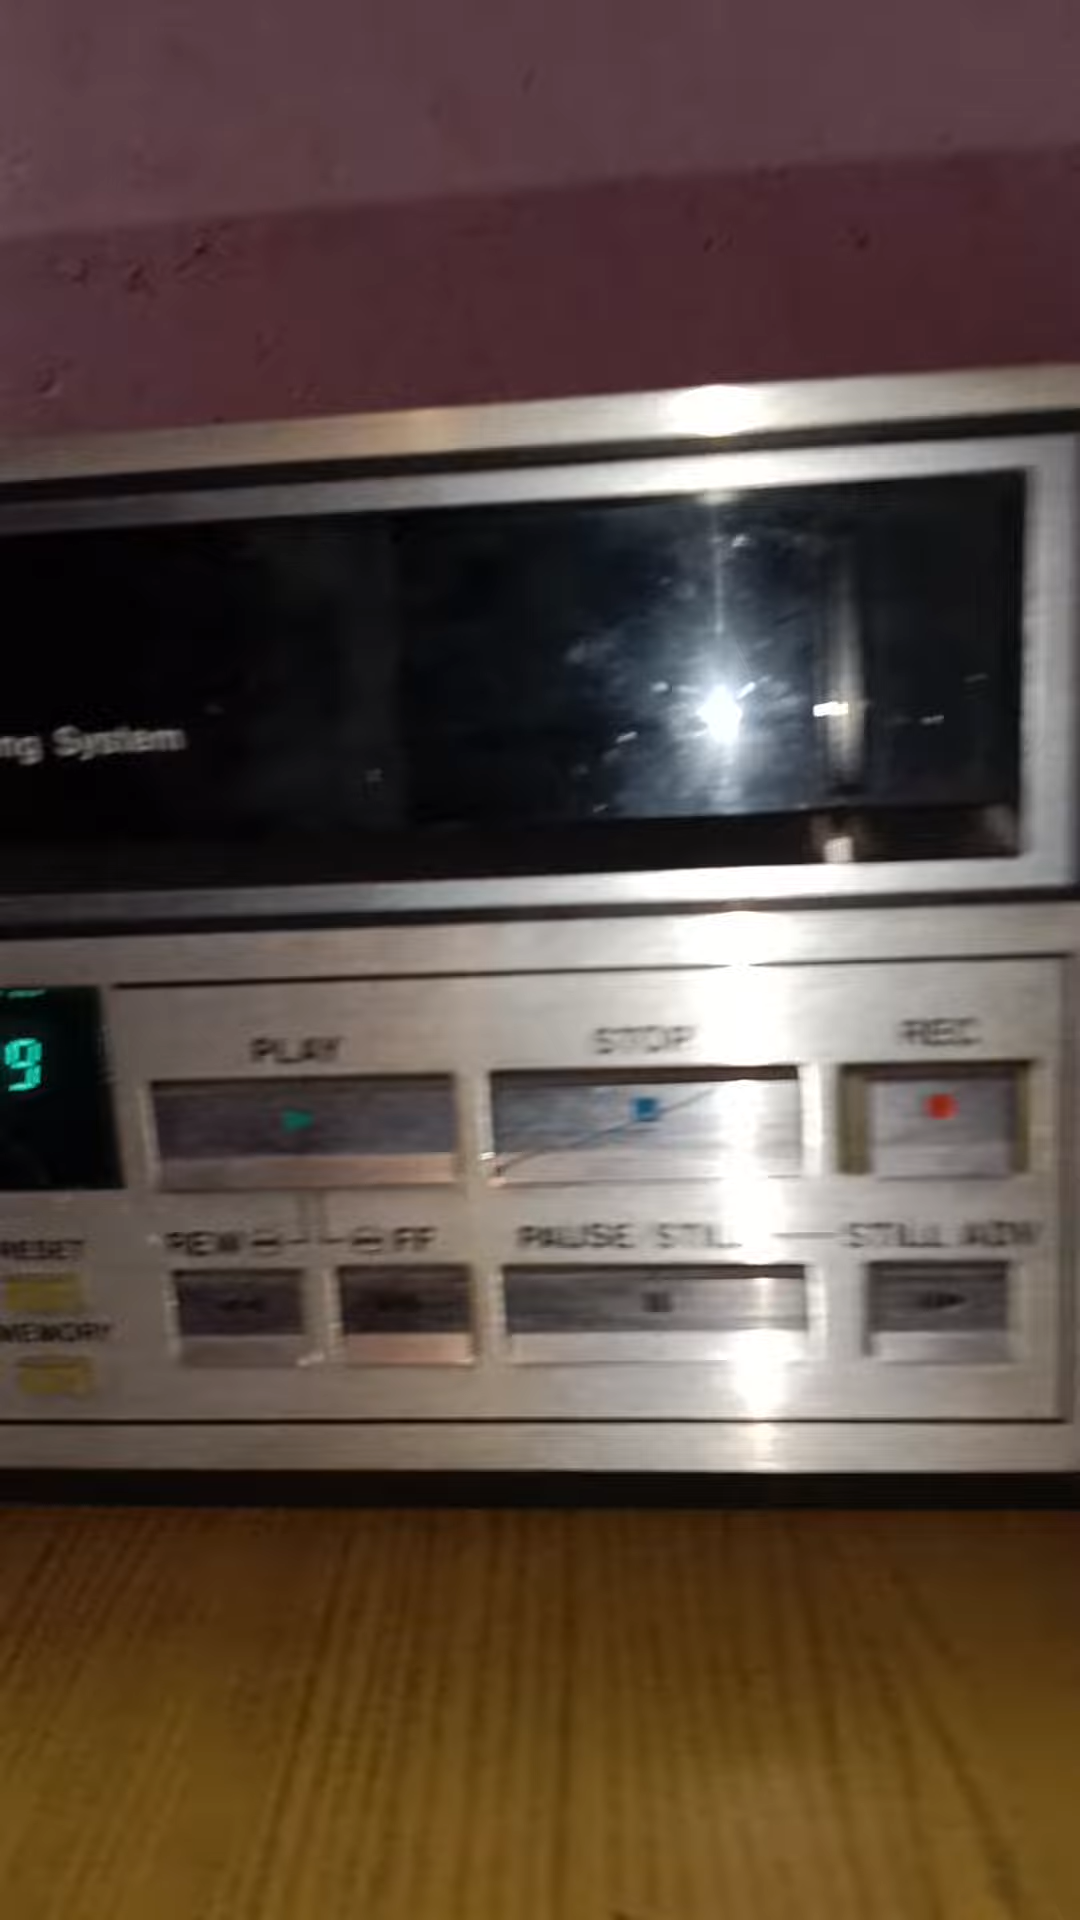 ng System
9
PLAY
STOP
REC
RESET
REW
FF
PAUSE/STILL
STILL ADV
MEMORY